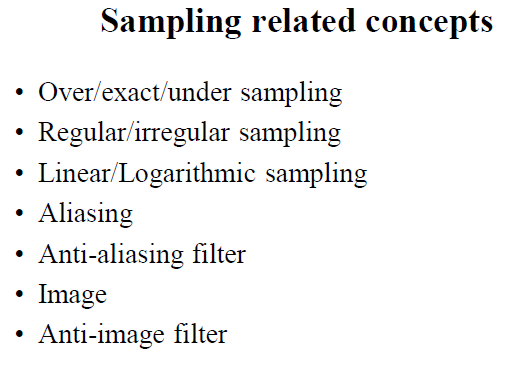 Sampling related concepts
• Over/exact/under sampling
• Regular/irregular sampling
• Linear/Logarithmic sampling
• Aliasing
• Anti-aliasing filter
• Image
• Anti-image filter